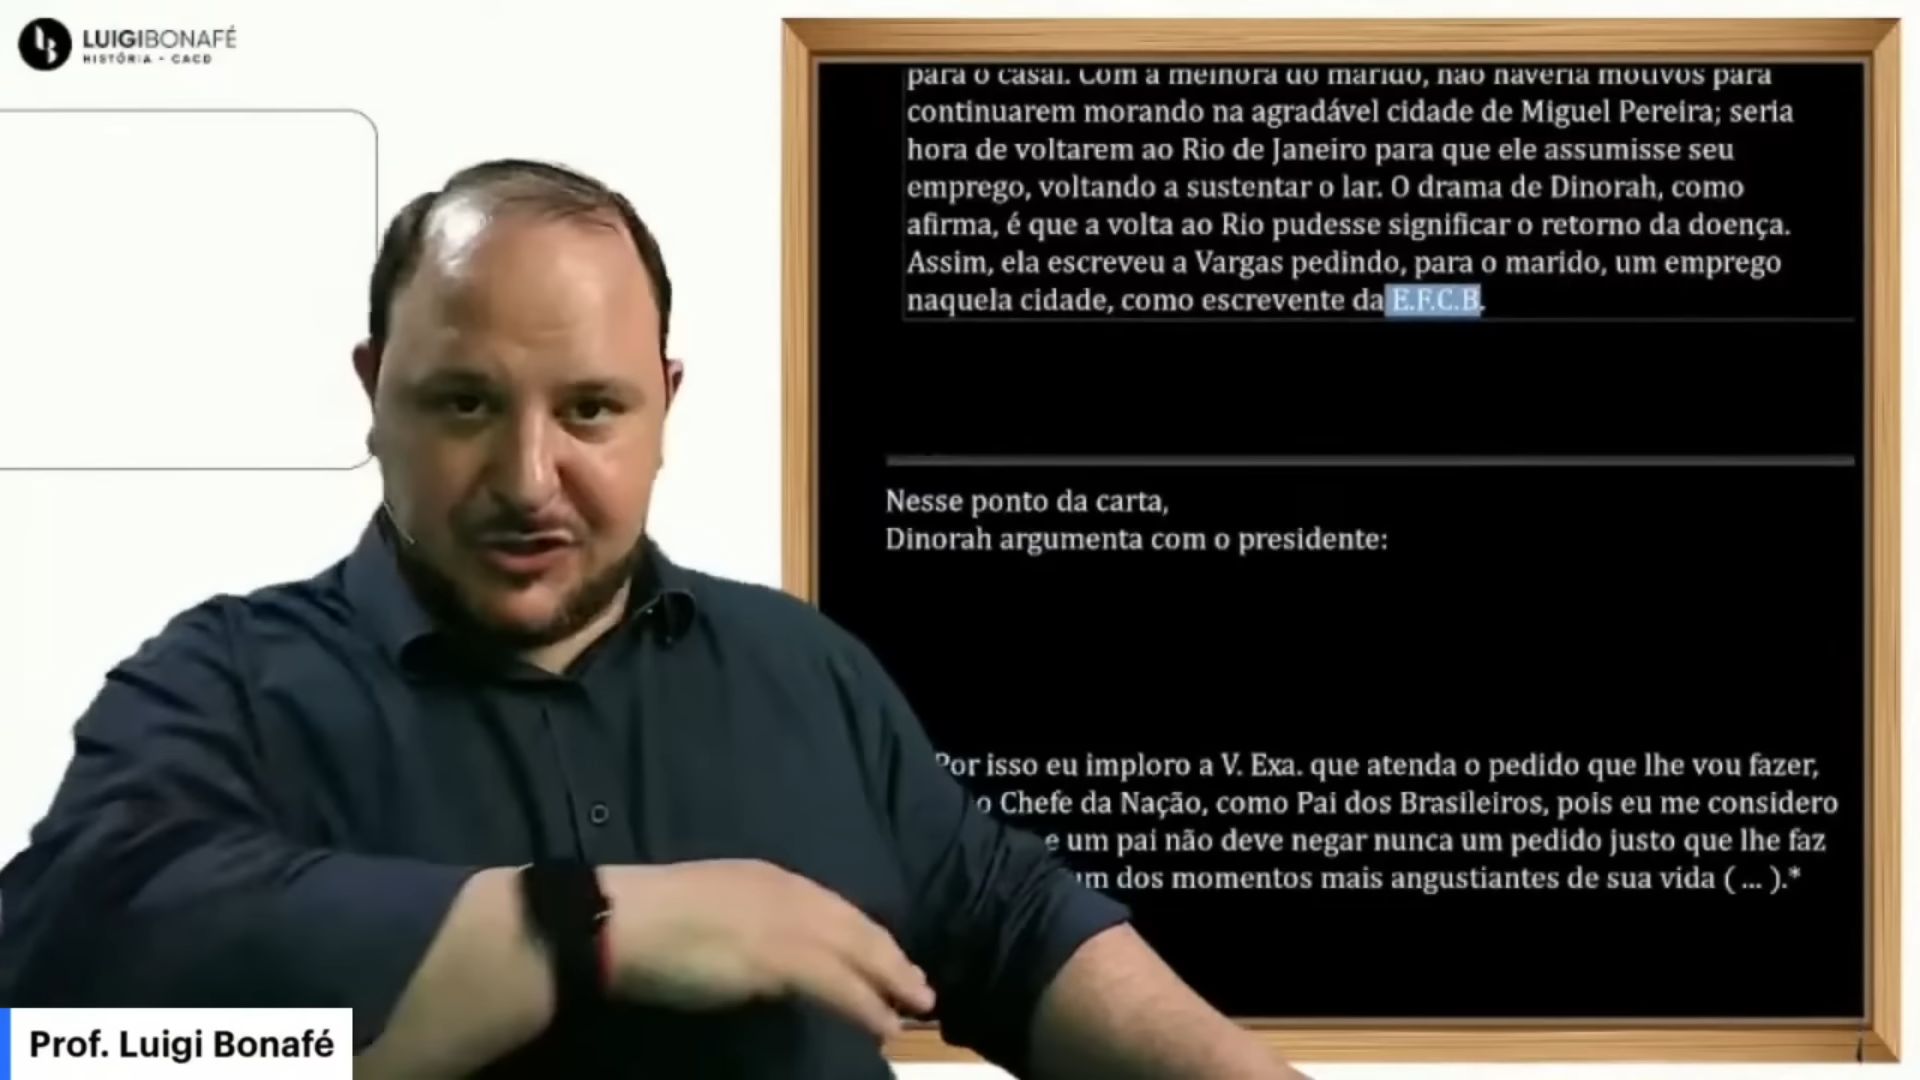 LUIGIBONAFÉ
HISTÓRIA - CACD
para o casal. Com a melhora do marido, não haveria motivos para
continuarem morando na agradável cidade de Miguel Pereira; seria
hora de voltarem ao Rio de Janeiro para que ele assumisse seu
emprego, voltando a sustentar o lar. O drama de Dinorah, como
afirma, é que a volta ao Rio pudesse significar o retorno da doença.
Assim, ela escreveu a Vargas pedindo, para o marido, um emprego
naquela cidade, como escrevente da E.F.C.B.
Nesse ponto da carta,
Dinorah argumenta com o presidente:
Por isso eu imploro a V. Exa. que atenda o pedido que lhe vou fazer,
o Chefe da Nação, como Pai dos Brasileiros, pois eu me considero
e um pai não deve negar nunca um pedido justo que lhe faz
um dos momentos mais angustiantes de sua vida ( ... ).*
Prof. Luigi Bonafé